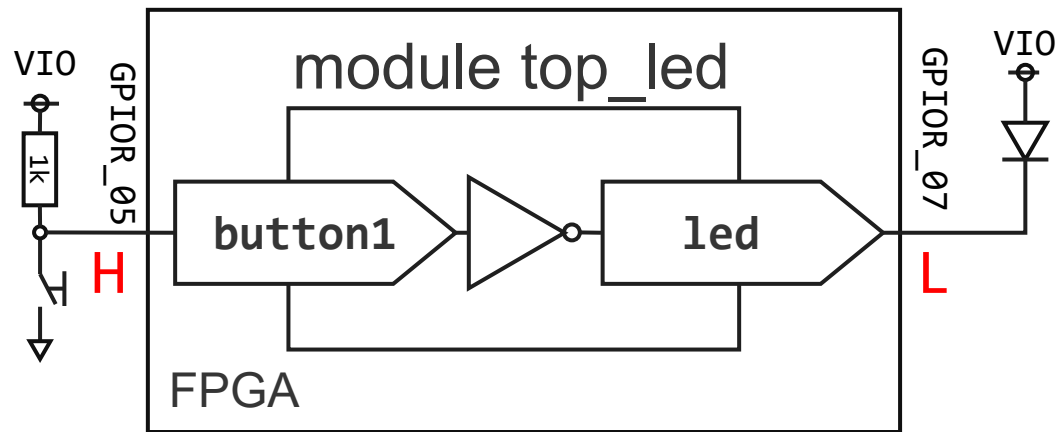 VIO
GPIOR_05
1k
H
module top_led
button1
led
FPGA
GPIOR_07
VIO
L